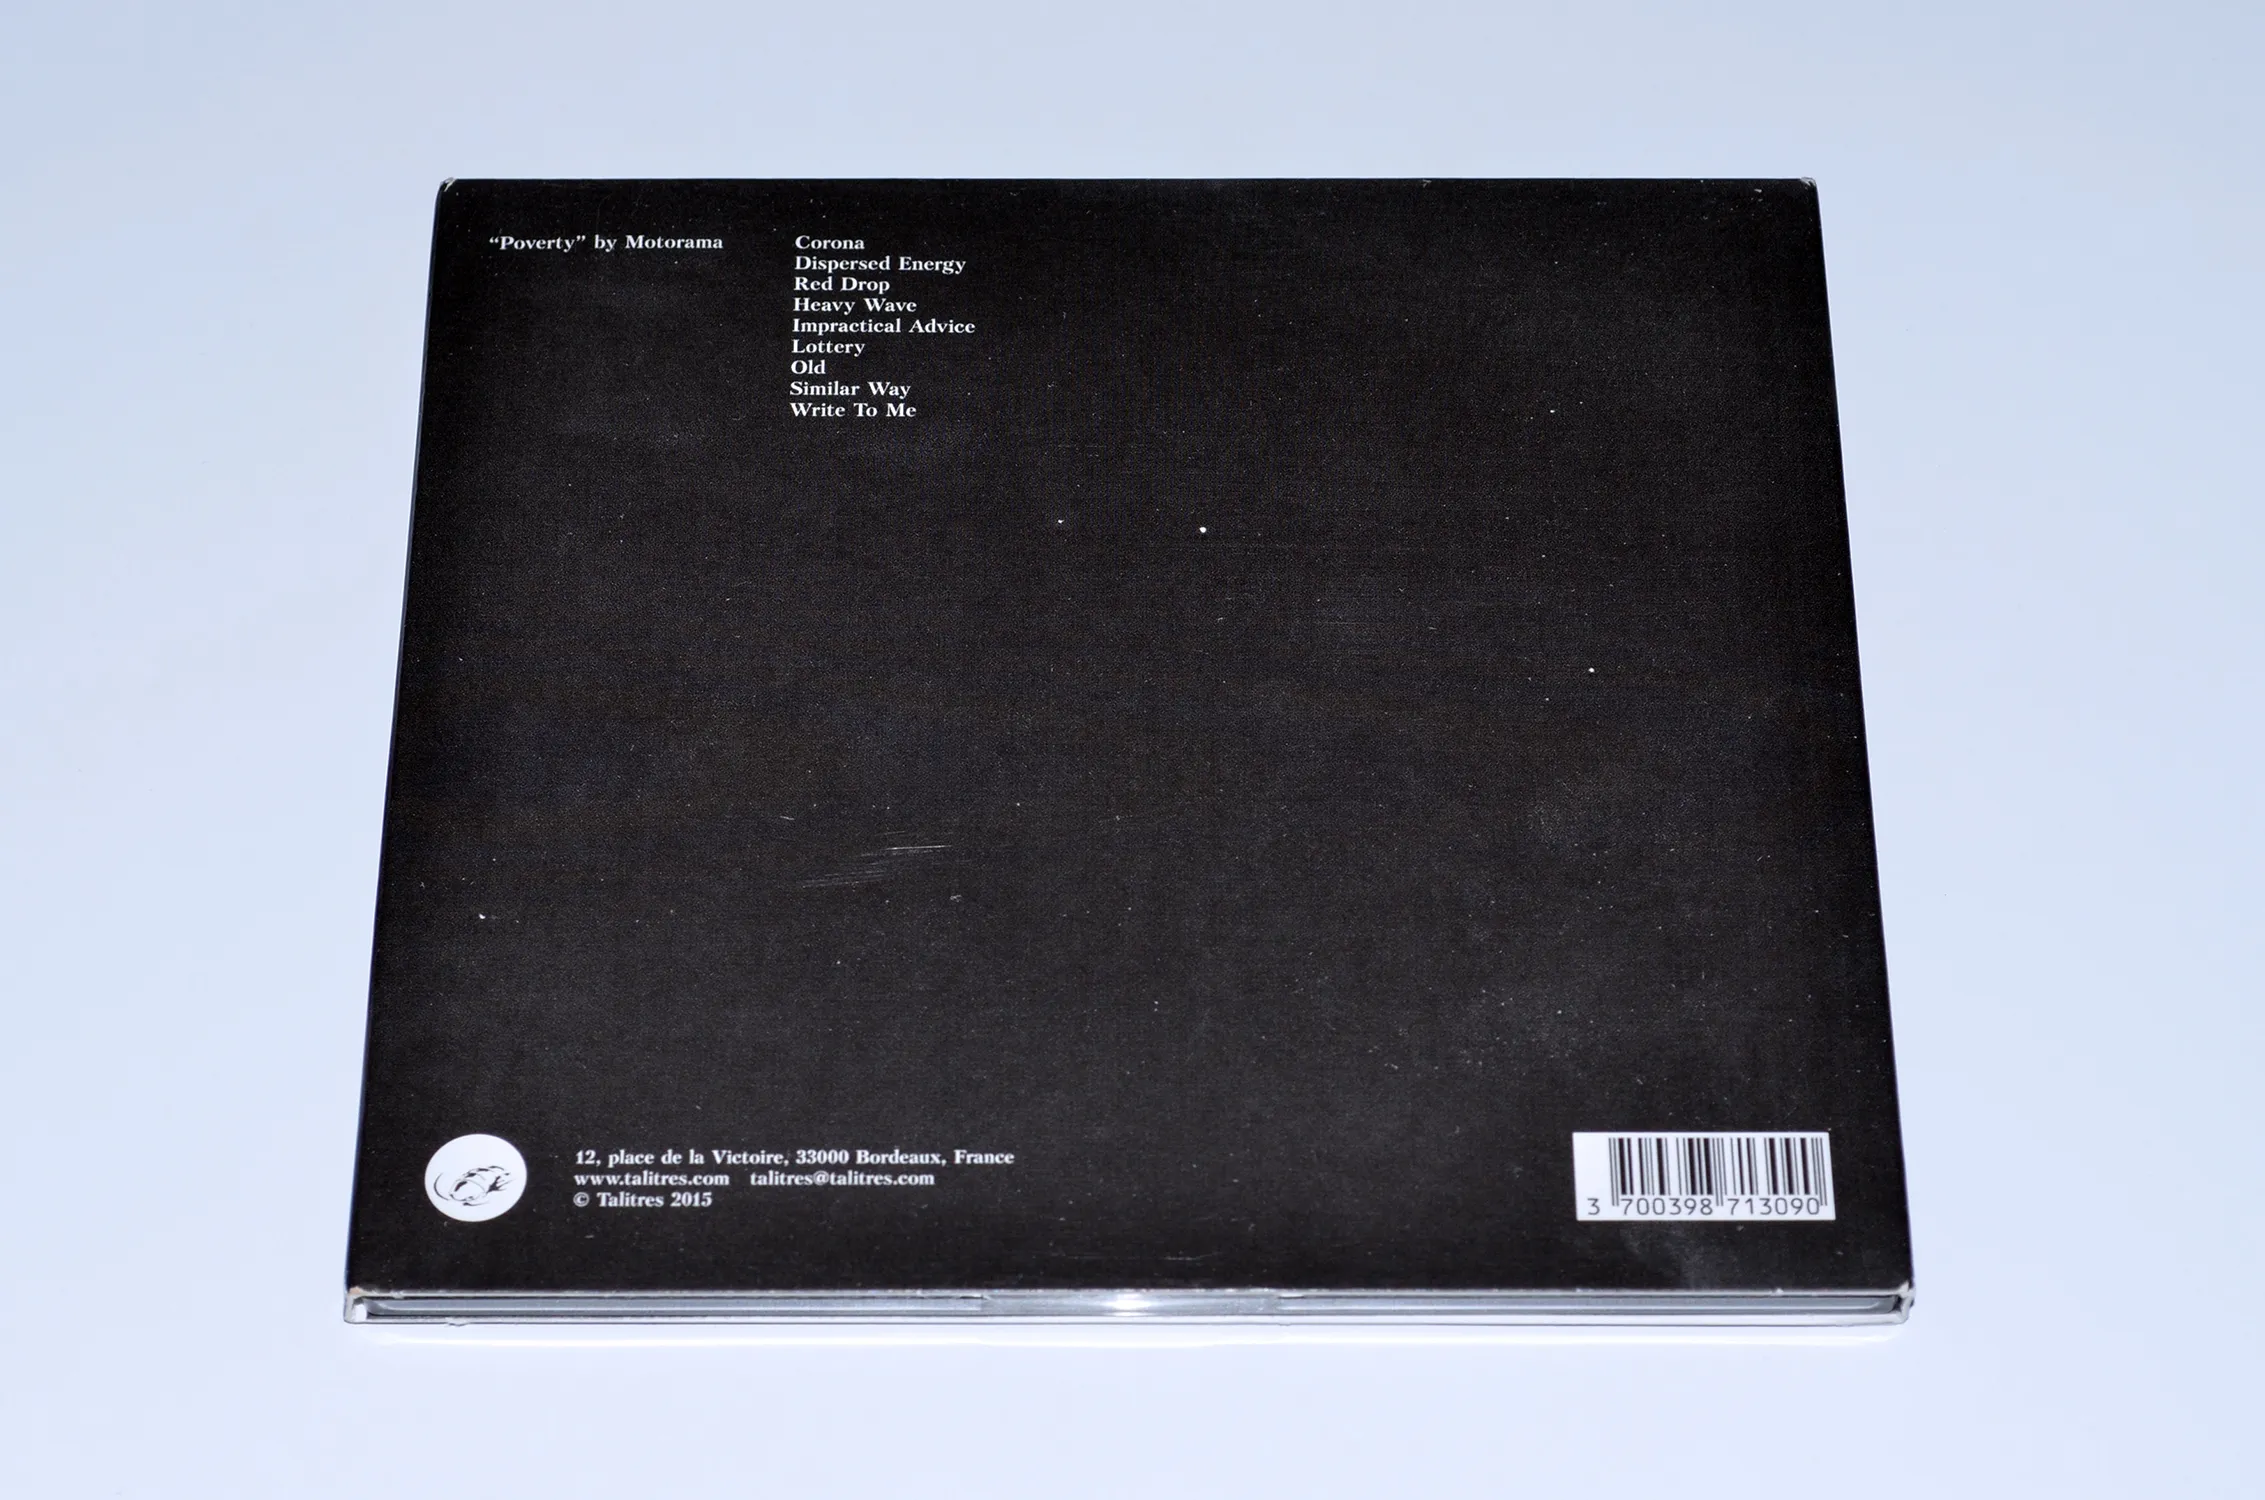 “Poverty” by Motorama
Corona
Dispersed Energy
Red Drop
Heavy Wave
Impractical Advice
Lottery
Old
Similar Way
Write To Me
12, place de la Victoire, 33000 Bordeaux, France
www.talitres.com talitres@talitres.com
© Talitres 2015
3 700398 713090